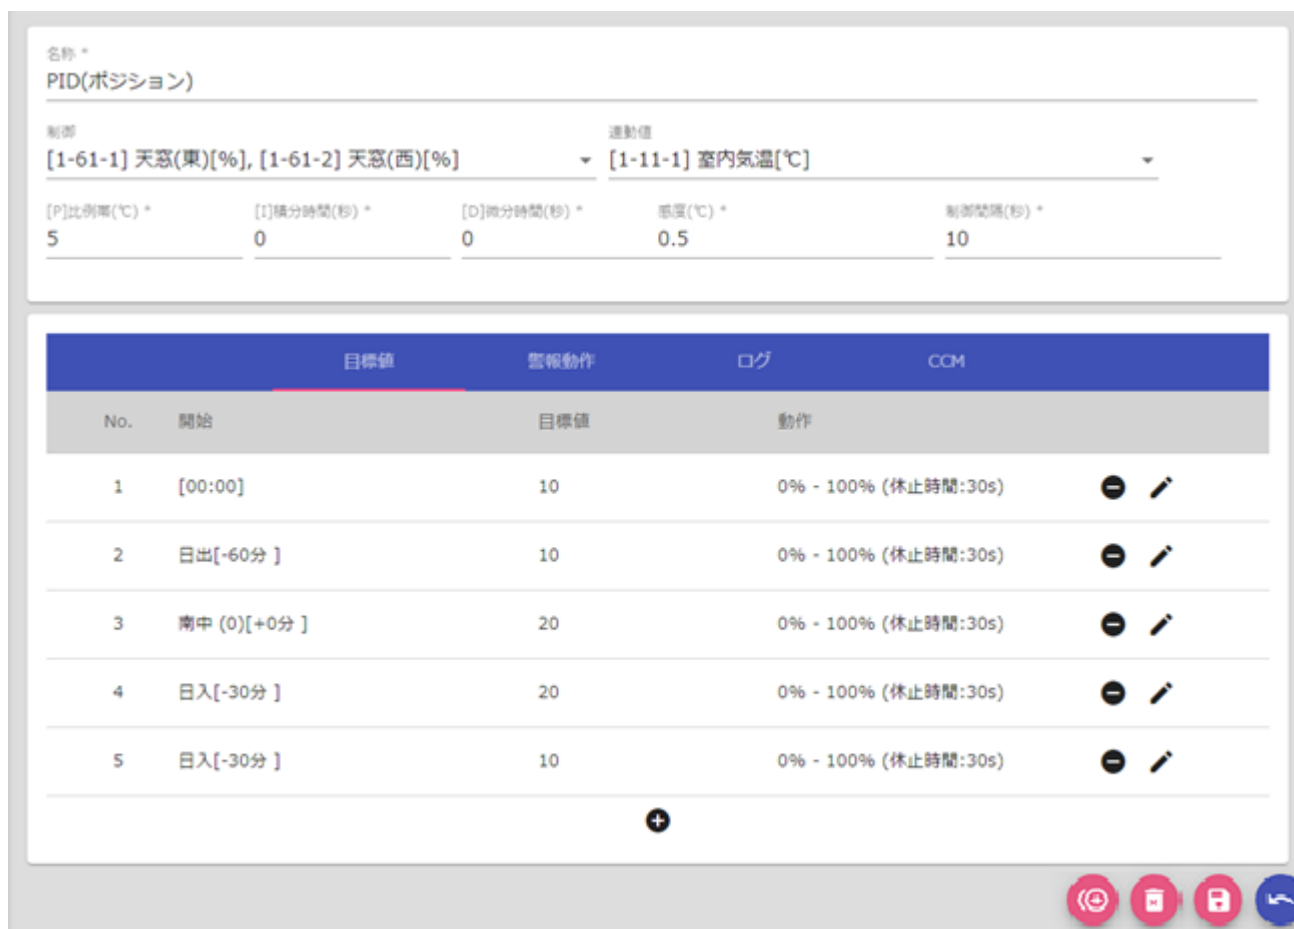 名称 *
PID(ポジション)
制御 連動値
[1-61-1] 天窓(東)[%], [1-61-2] 天窓(西)[%] [1-11-1] 室内気温[℃]
[P]比例帯(℃) * [I]積分時間(秒) * [D]微分時間(秒) * 感度(℃) * 制御間隔(秒) *
5 0 0 0.5 10
目標値 警報動作 ログ CCM
No. 開始 目標値 動作
1 [00:00] 10 0% - 100% (休止時間:30s)
2 日出[-60分 ] 10 0% - 100% (休止時間:30s)
3 南中 (0)[+0分 ] 20 0% - 100% (休止時間:30s)
4 日入[-30分 ] 20 0% - 100% (休止時間:30s)
5 日入[-30分 ] 10 0% - 100% (休止時間:30s)